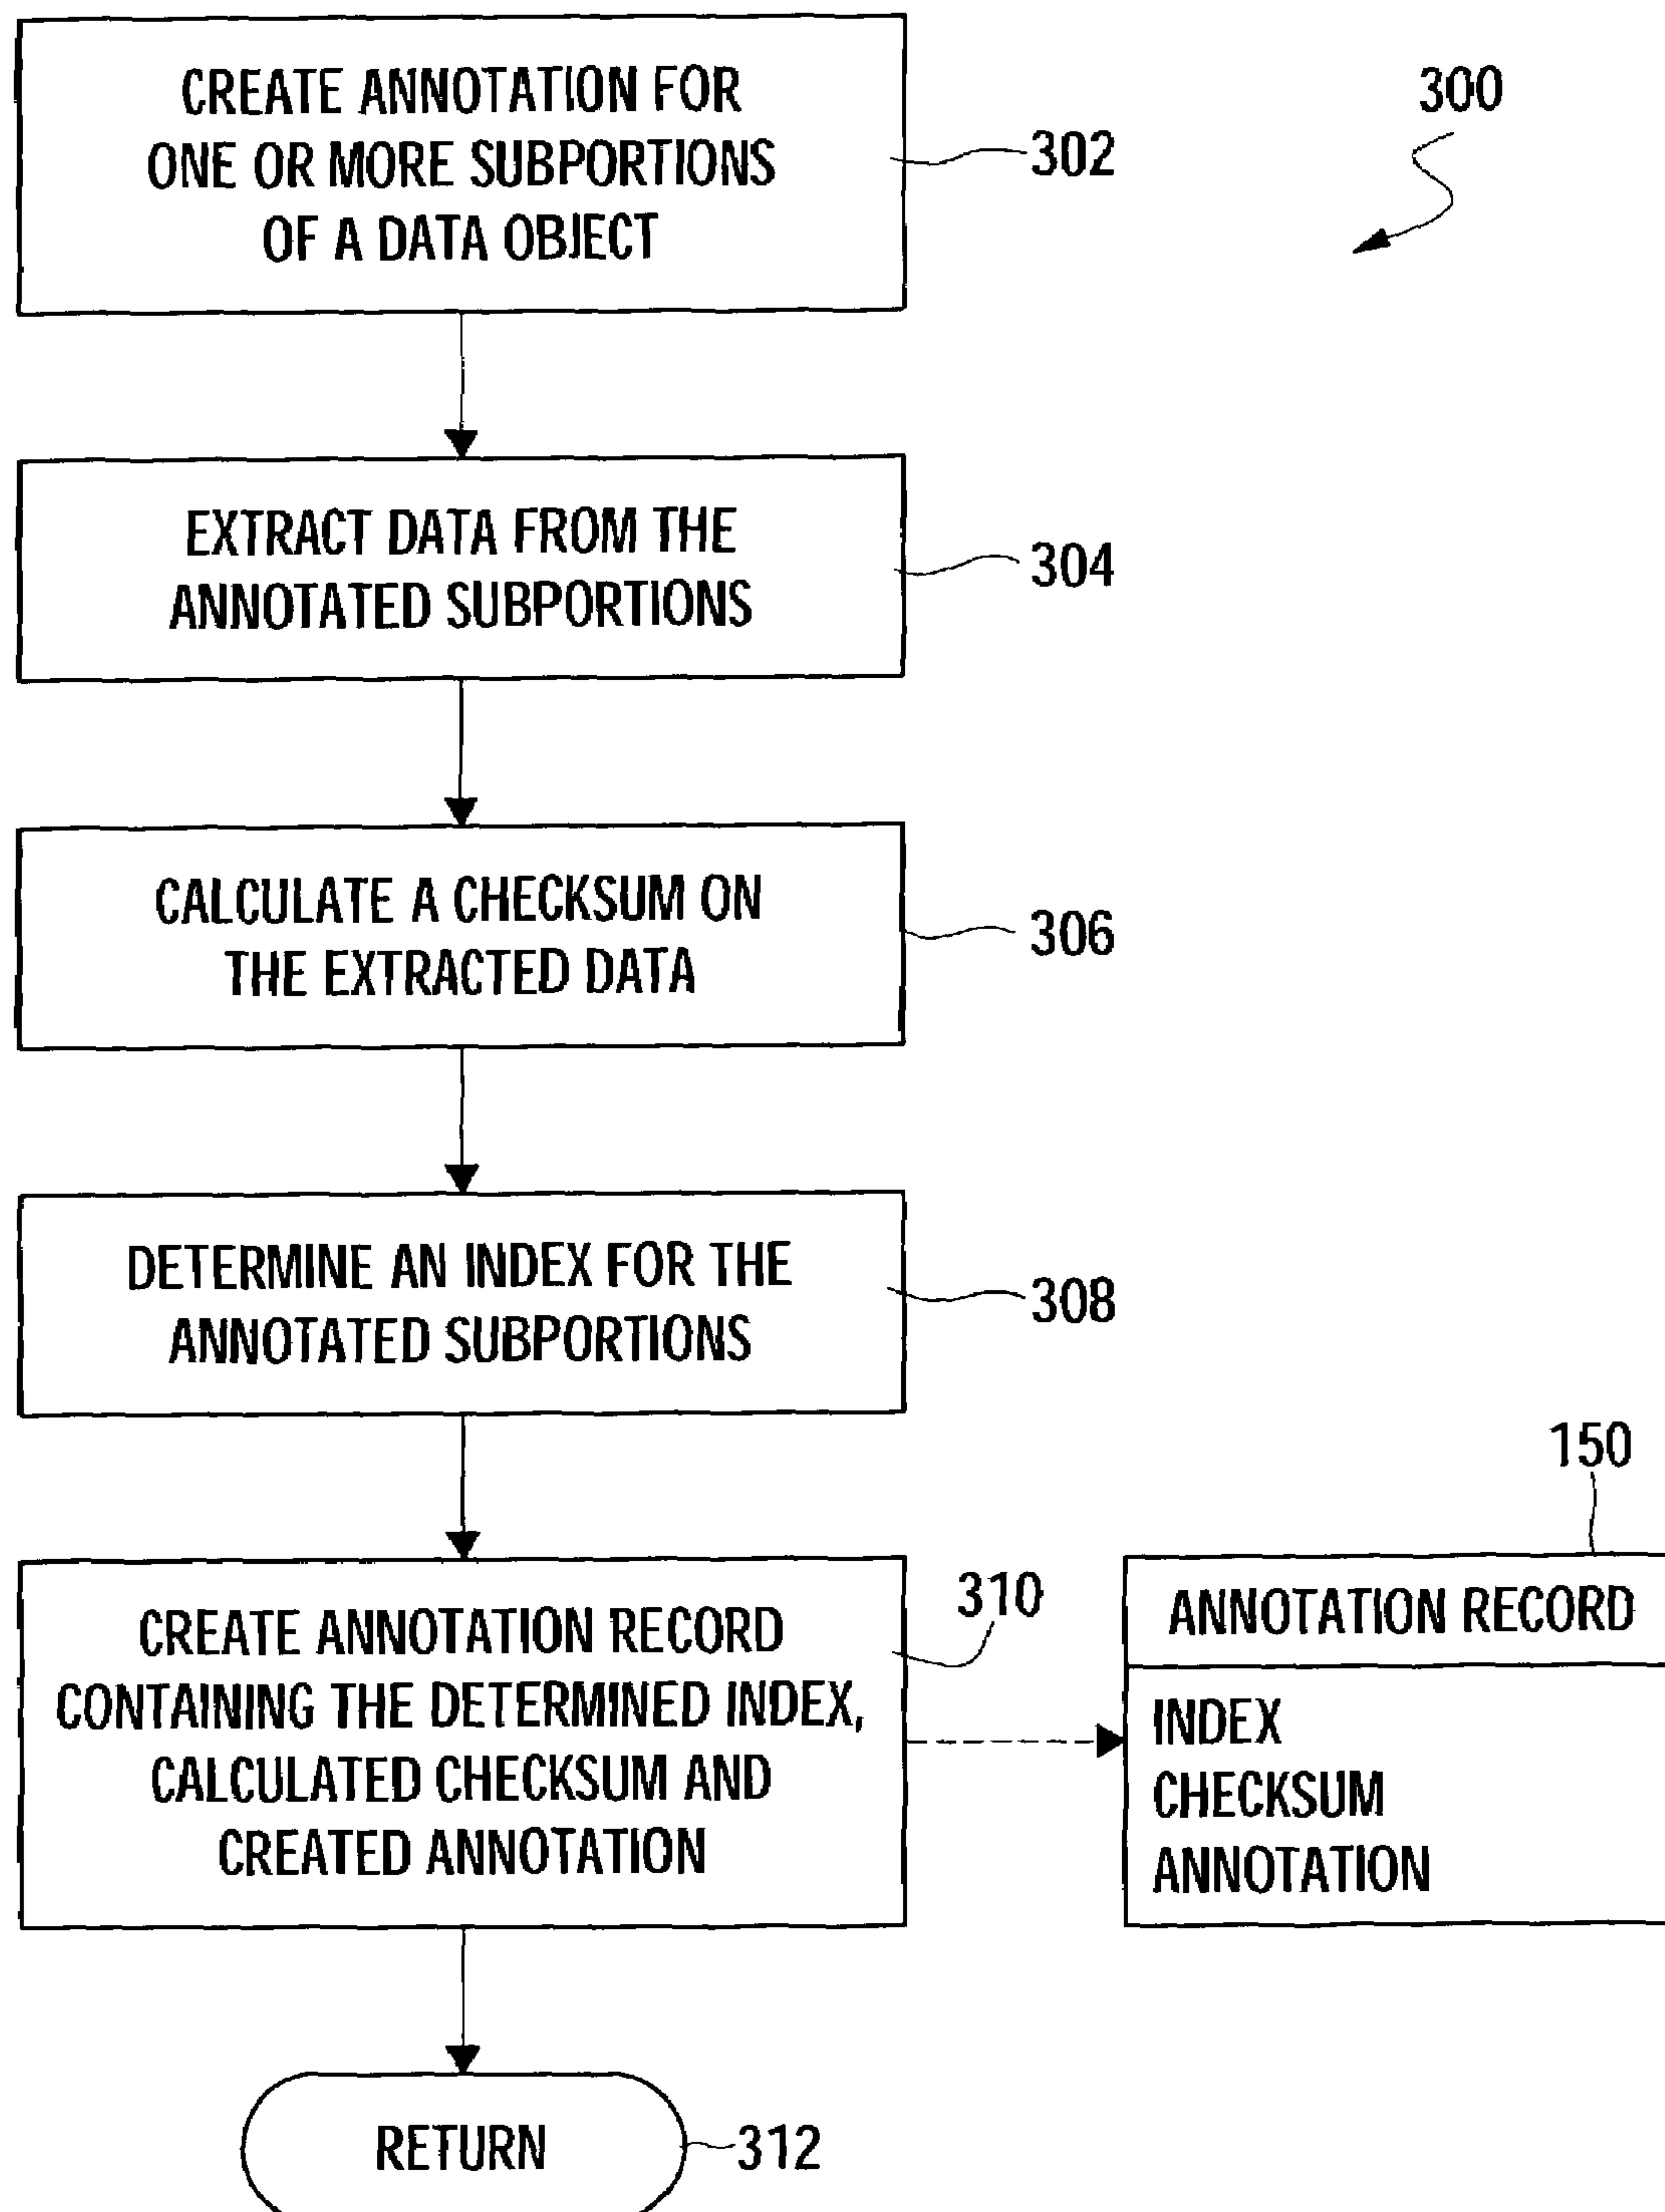 300
CREATE ANNOTATION FOR
ONE OR MORE SUBPORTIONS
OF A DATA OBJECT
302
EXTRACT DATA FROM THE
ANNOTATED SUBPORTIONS
304
CALCULATE A CHECKSUM ON
THE EXTRACTED DATA
306
DETERMINE AN INDEX FOR THE
ANNOTATED SUBPORTIONS
308
CREATE ANNOTATION RECORD
CONTAINING THE DETERMINED INDEX,
CALCULATED CHECKSUM AND
CREATED ANNOTATION
310
150
ANNOTATION RECORD
INDEX
CHECKSUM
ANNOTATION
RETURN
312